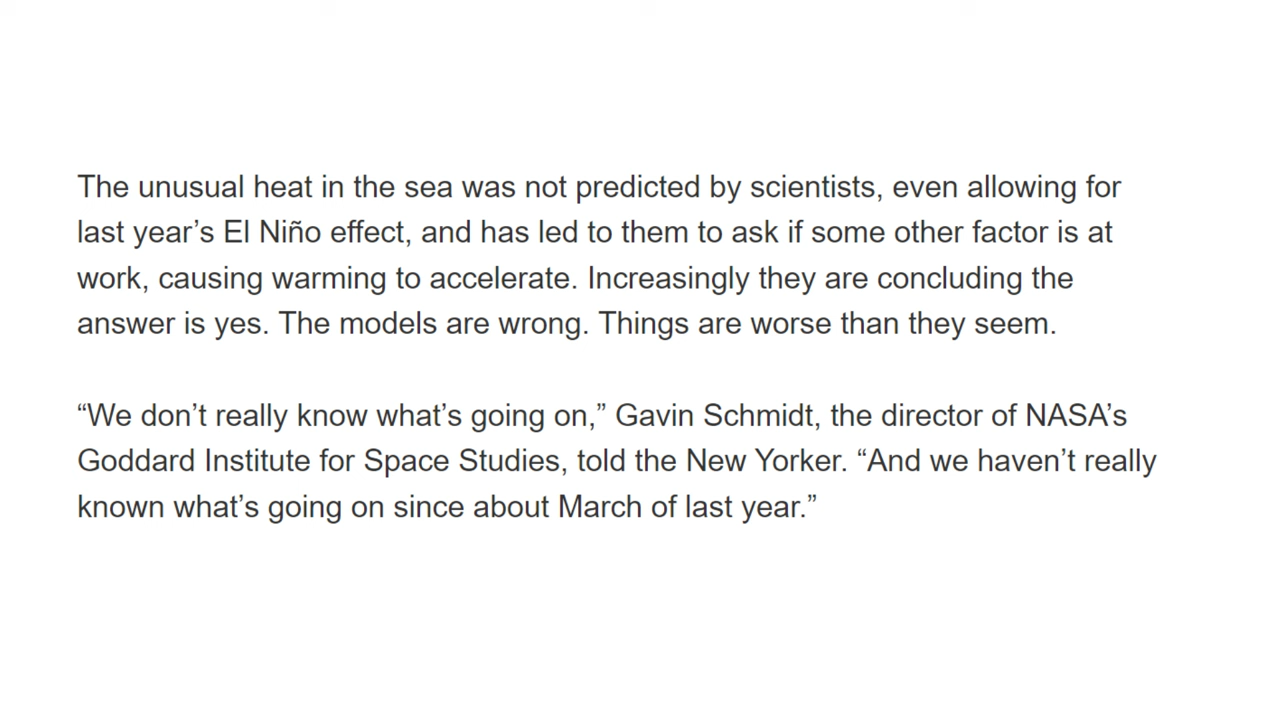 The unusual heat in the sea was not predicted by scientists, even allowing for
last year’s El Niño effect, and has led to them to ask if some other factor is at
work, causing warming to accelerate. Increasingly they are concluding the
answer is yes. The models are wrong. Things are worse than they seem.
“We don’t really know what’s going on,” Gavin Schmidt, the director of NASA’s
Goddard Institute for Space Studies, told the New Yorker. “And we haven’t really
known what’s going on since about March of last year.”